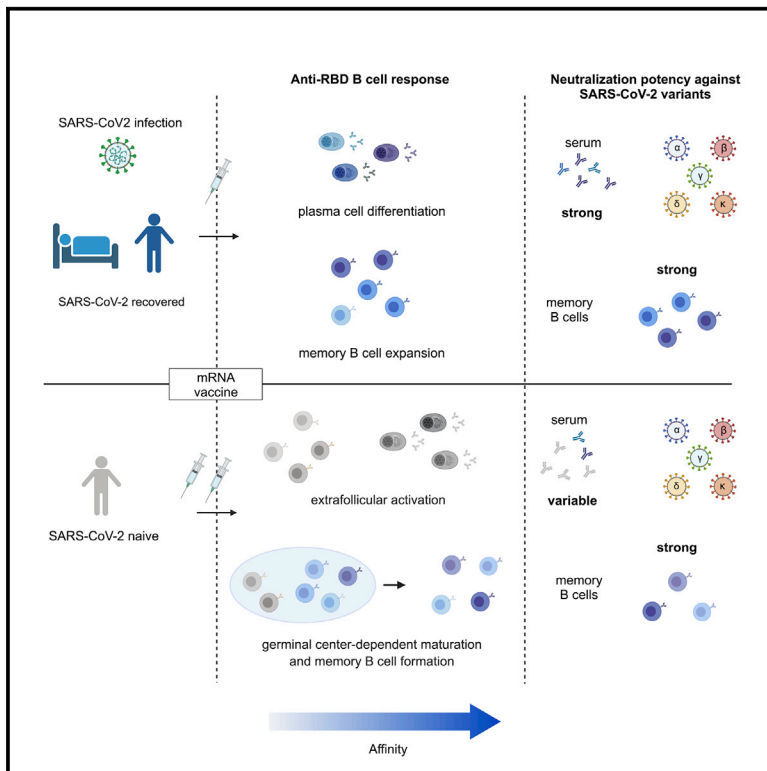 Anti-RBD B cell response
Neutralization potency against
SARS-CoV-2 variants
SARS-CoV2 infection
SARS-CoV-2 recovered
plasma cell differentiation
memory B cell expansion
serum
strong
α
β
γ
δ
κ
strong
memory
B cells
mRNA
vaccine
SARS-CoV-2 naive
extrafollicular activation
germinal center-dependent maturation
and memory B cell formation
serum
variable
α
β
γ
δ
κ
strong
memory
B cells
Affinity